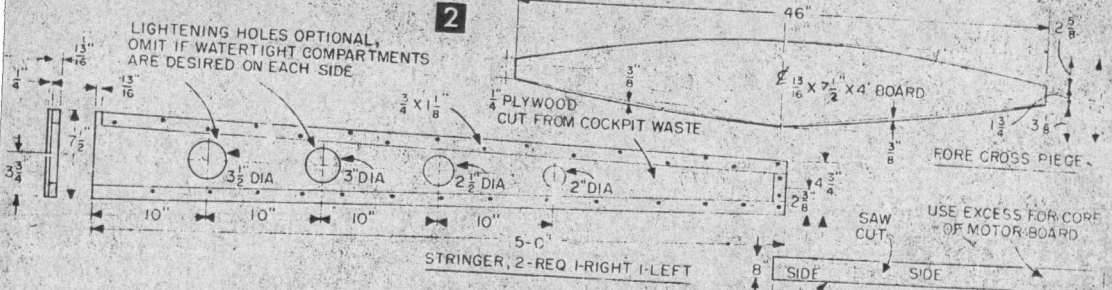 2
46"
2 5/8"
LIGHTENING HOLES OPTIONAL,
OMIT IF WATERTIGHT COMPARTMENTS
ARE DESIRED ON EACH SIDE
13/16"
1/4"
13/16
3/4 X 1 1/8"
1/4" PLYWOOD
CUT FROM COCKPIT WASTE
3/8"
℄ 13/16 X 7 1/2" X 4' BOARD
1 3/4"
3 1/8"
3/8"
FORE CROSS PIECE
7 1/2"
3 3/4"
3 1/2" DIA
3" DIA
2 1/2" DIA
2" DIA
4 3/4"
2 3/8"
10" 10" 10" 10"
5-0"
STRINGER, 2-REQ 1-RIGHT 1-LEFT
SAW
CUT
USE EXCESS FOR CORE
OF MOTOR BOARD
8"
SIDE SIDE